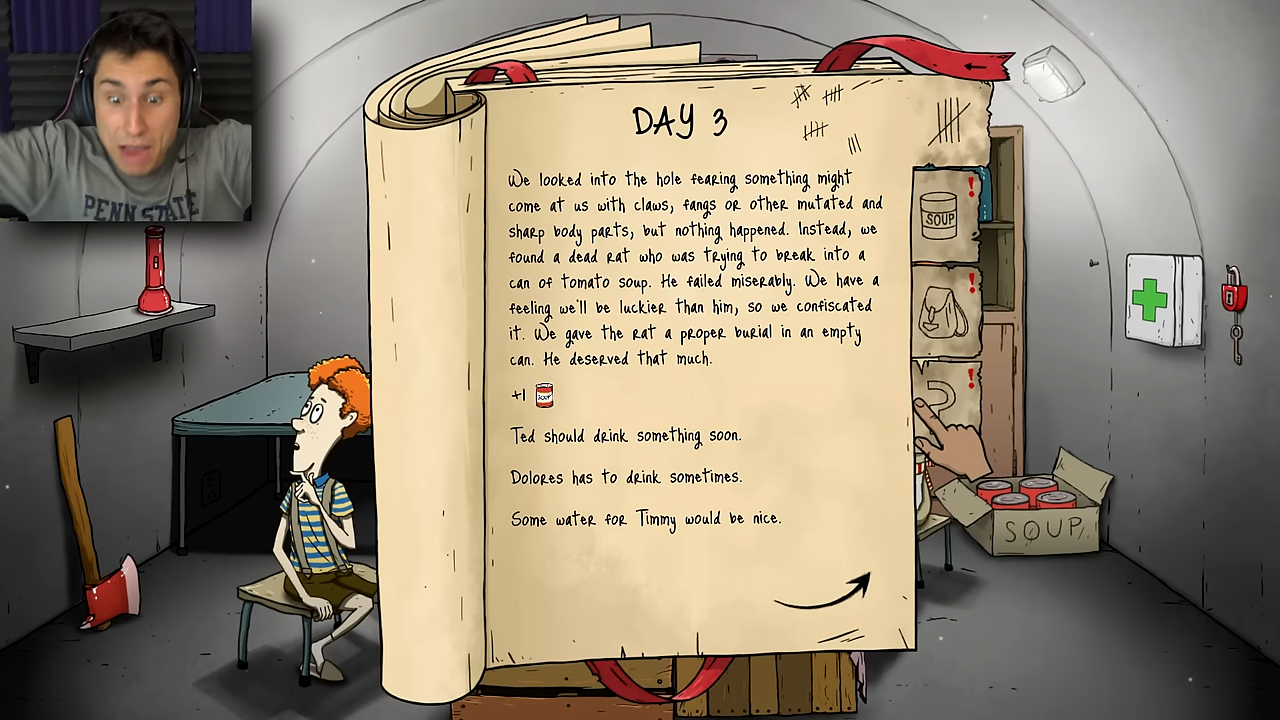 PENN STATE
DAY 3
We looked into the hole fearing something might
come at us with claws, fangs or other mutated and
sharp body parts, but nothing happened. Instead, we
found a dead rat who was trying to break into a
can of tomato soup. He failed miserably. We have a
feeling we'll be luckier than him, so we confiscated
it. We gave the rat a proper burial in an empty
can. He deserved that much.
+1 SOUP
Ted should drink something soon.
Dolores has to drink sometimes.
Some water for Timmy would be nice.
SOUP !
!
!
SOUP